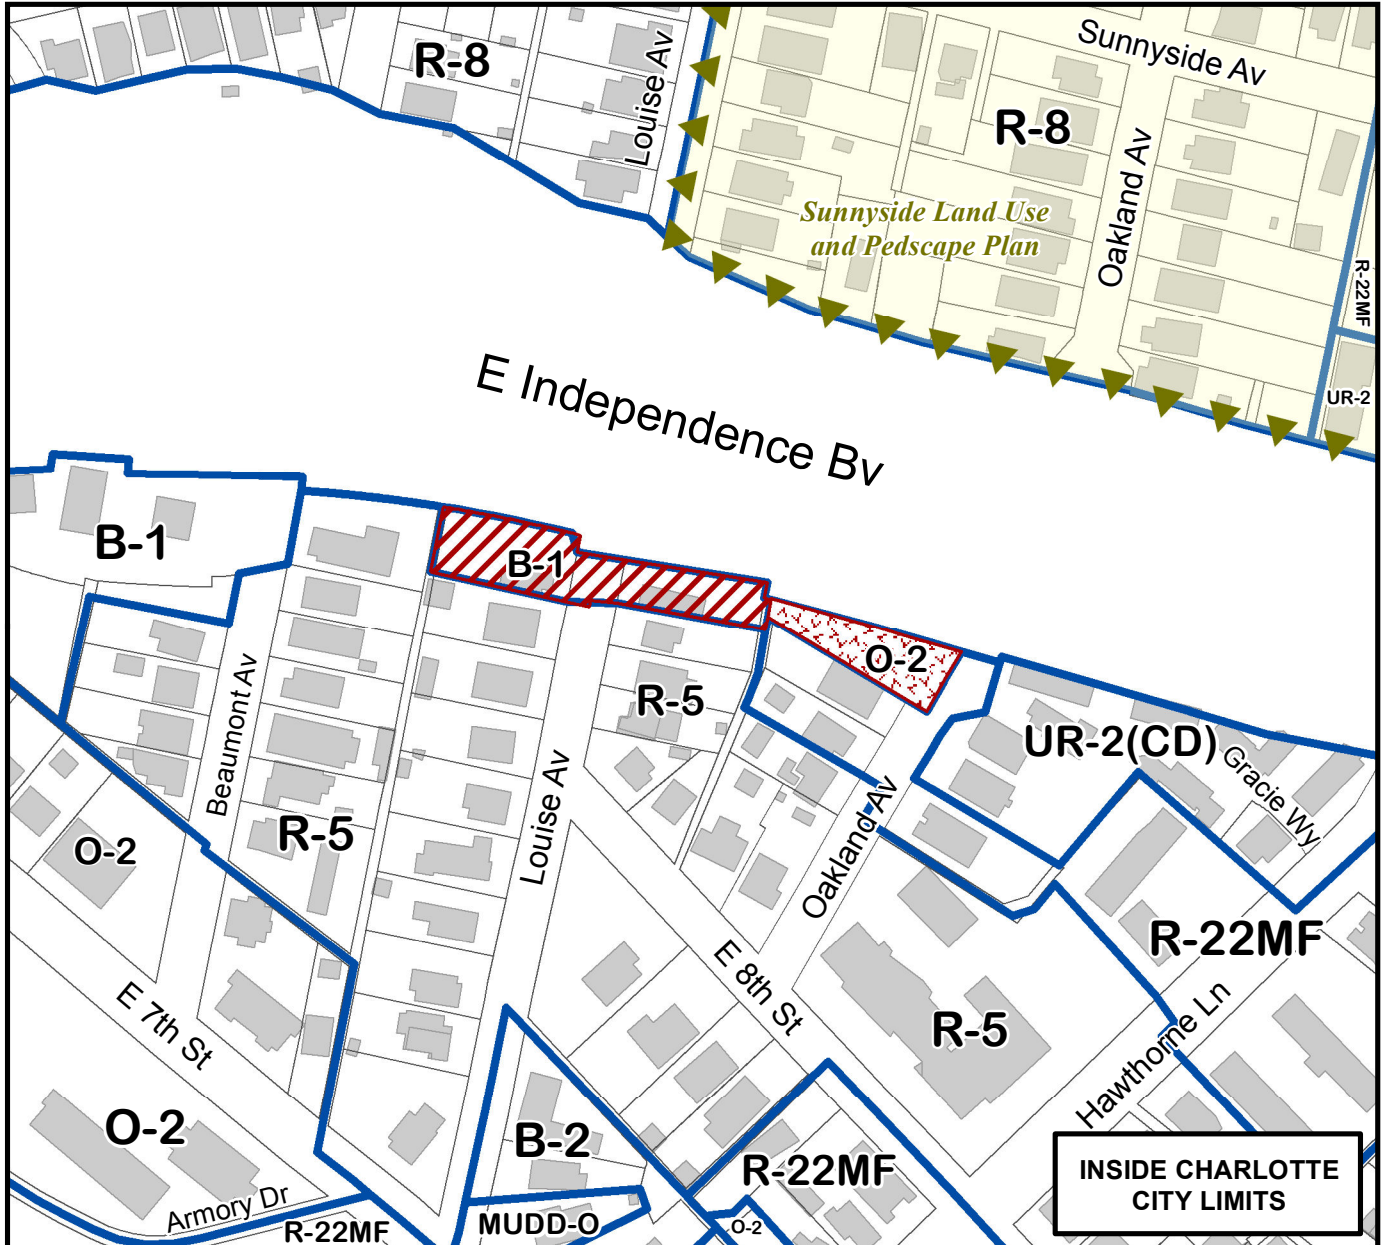 R-8
Louise Av
Sunnyside Av
R-8
Oakland Av
Sunnyside Land Use
and Pedscape Plan
R-22MF
UR-2
E Independence Bv
B-1
B-1
O-2
R-5
UR-2(CD)
Gracie Wy
Beaumont Av
Louise Av
Oakland Av
O-2
R-5
R-22MF
E 8th St
E 7th St
R-5
Hawthorne Ln
O-2
B-2
R-22MF
Armory Dr
R-22MF
MUDD-O
O-2
INSIDE CHARLOTTE
CITY LIMITS